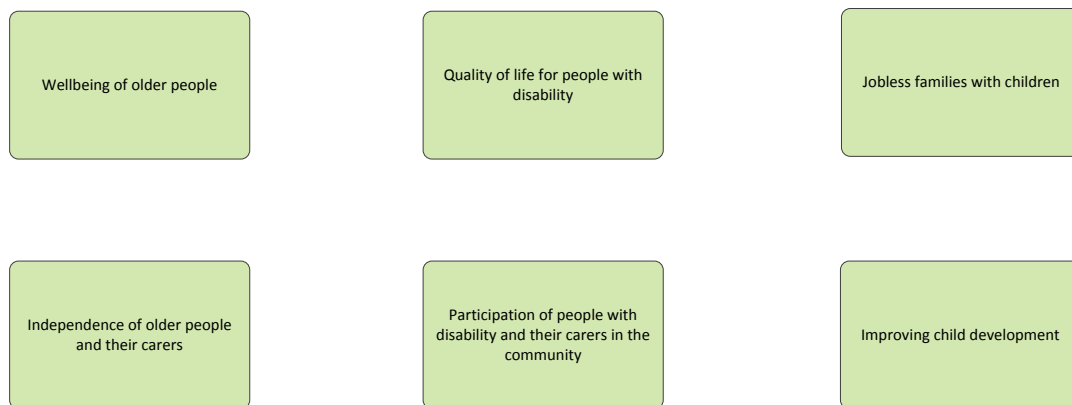 Wellbeing of older people
Quality of life for people with
disability
Jobless families with children
Independence of older people
and their carers
Participation of people with
disability and their carers in the
community
Improving child development